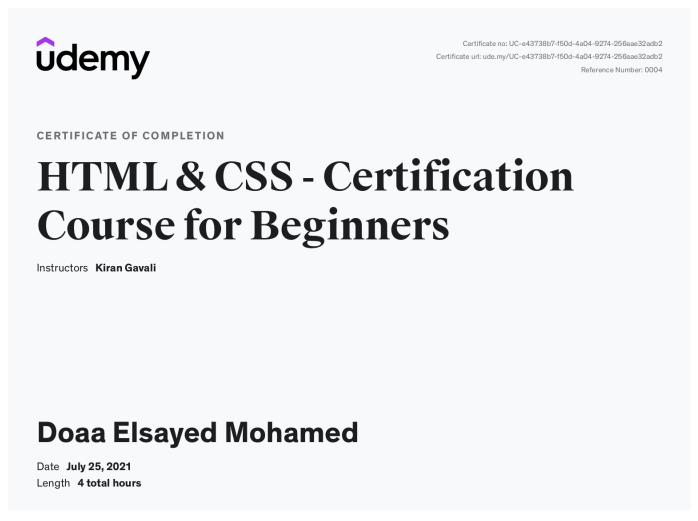 udemy
Certificate no: UC-e43738b7-f50d-4a04-9274-256aae32adb2
Certificate url: ude.my/UC-e43738b7-f50d-4a04-9274-256aae32adb2
Reference Number: 0004
CERTIFICATE OF COMPLETION
HTML & CSS - Certification
Course for Beginners
Instructors Kiran Gavali
Doaa Elsayed Mohamed
Date July 25, 2021
Length 4 total hours